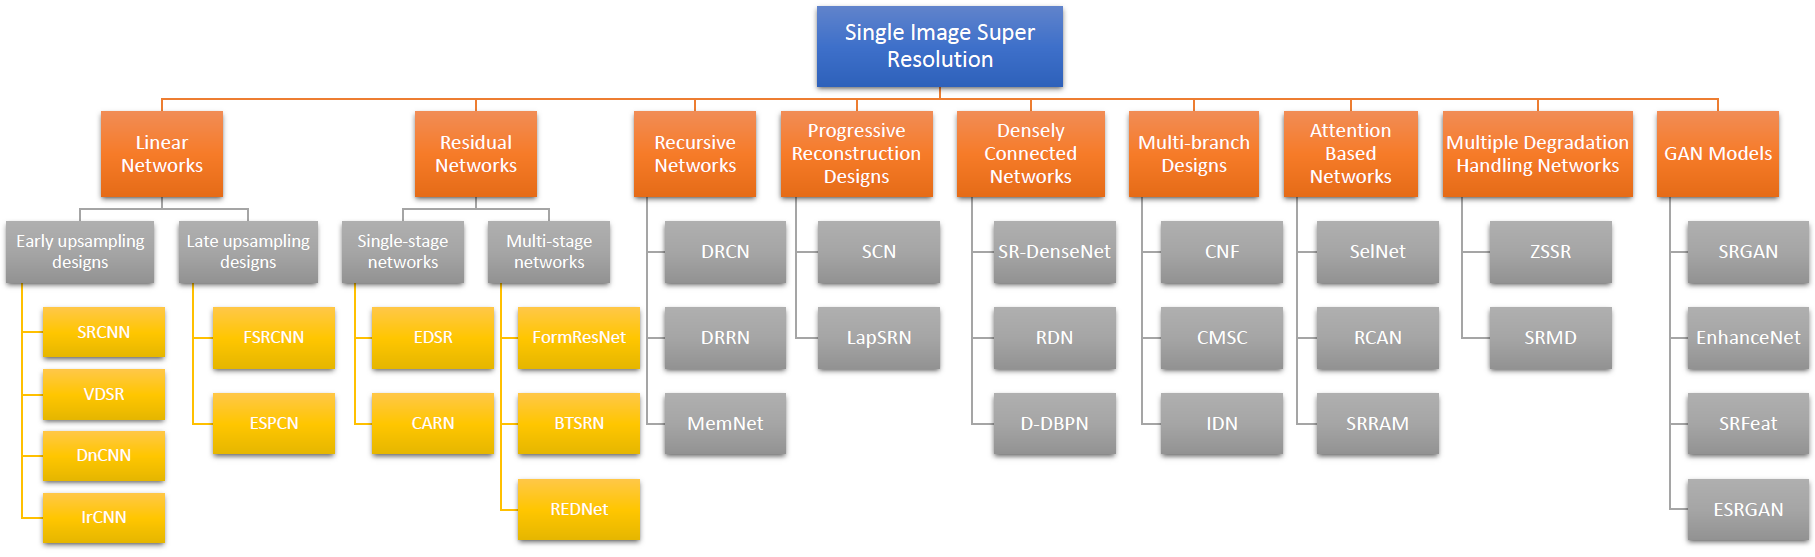 Single Image Super
Resolution
Linear
Networks
Residual
Networks
Recursive
Networks
Progressive
Reconstruction
Designs
Densely
Connected
Networks
Multi-branch
Designs
Attention
Based
Networks
Multiple Degradation
Handling Networks
GAN Models
Early upsampling
designs
Late upsampling
designs
Single-stage
networks
Multi-stage
networks
SRCNN
VDSR
DnCNN
IrCNN
FSRCNN
ESPCN
EDSR
CARN
FormResNet
BTSRN
REDNet
DRCN
DRRN
MemNet
SCN
LapSRN
SR-DenseNet
RDN
D-DBPN
CNF
CMSC
IDN
SelNet
RCAN
SRRAM
ZSSR
SRMD
SRGAN
EnhanceNet
SRFeat
ESRGAN